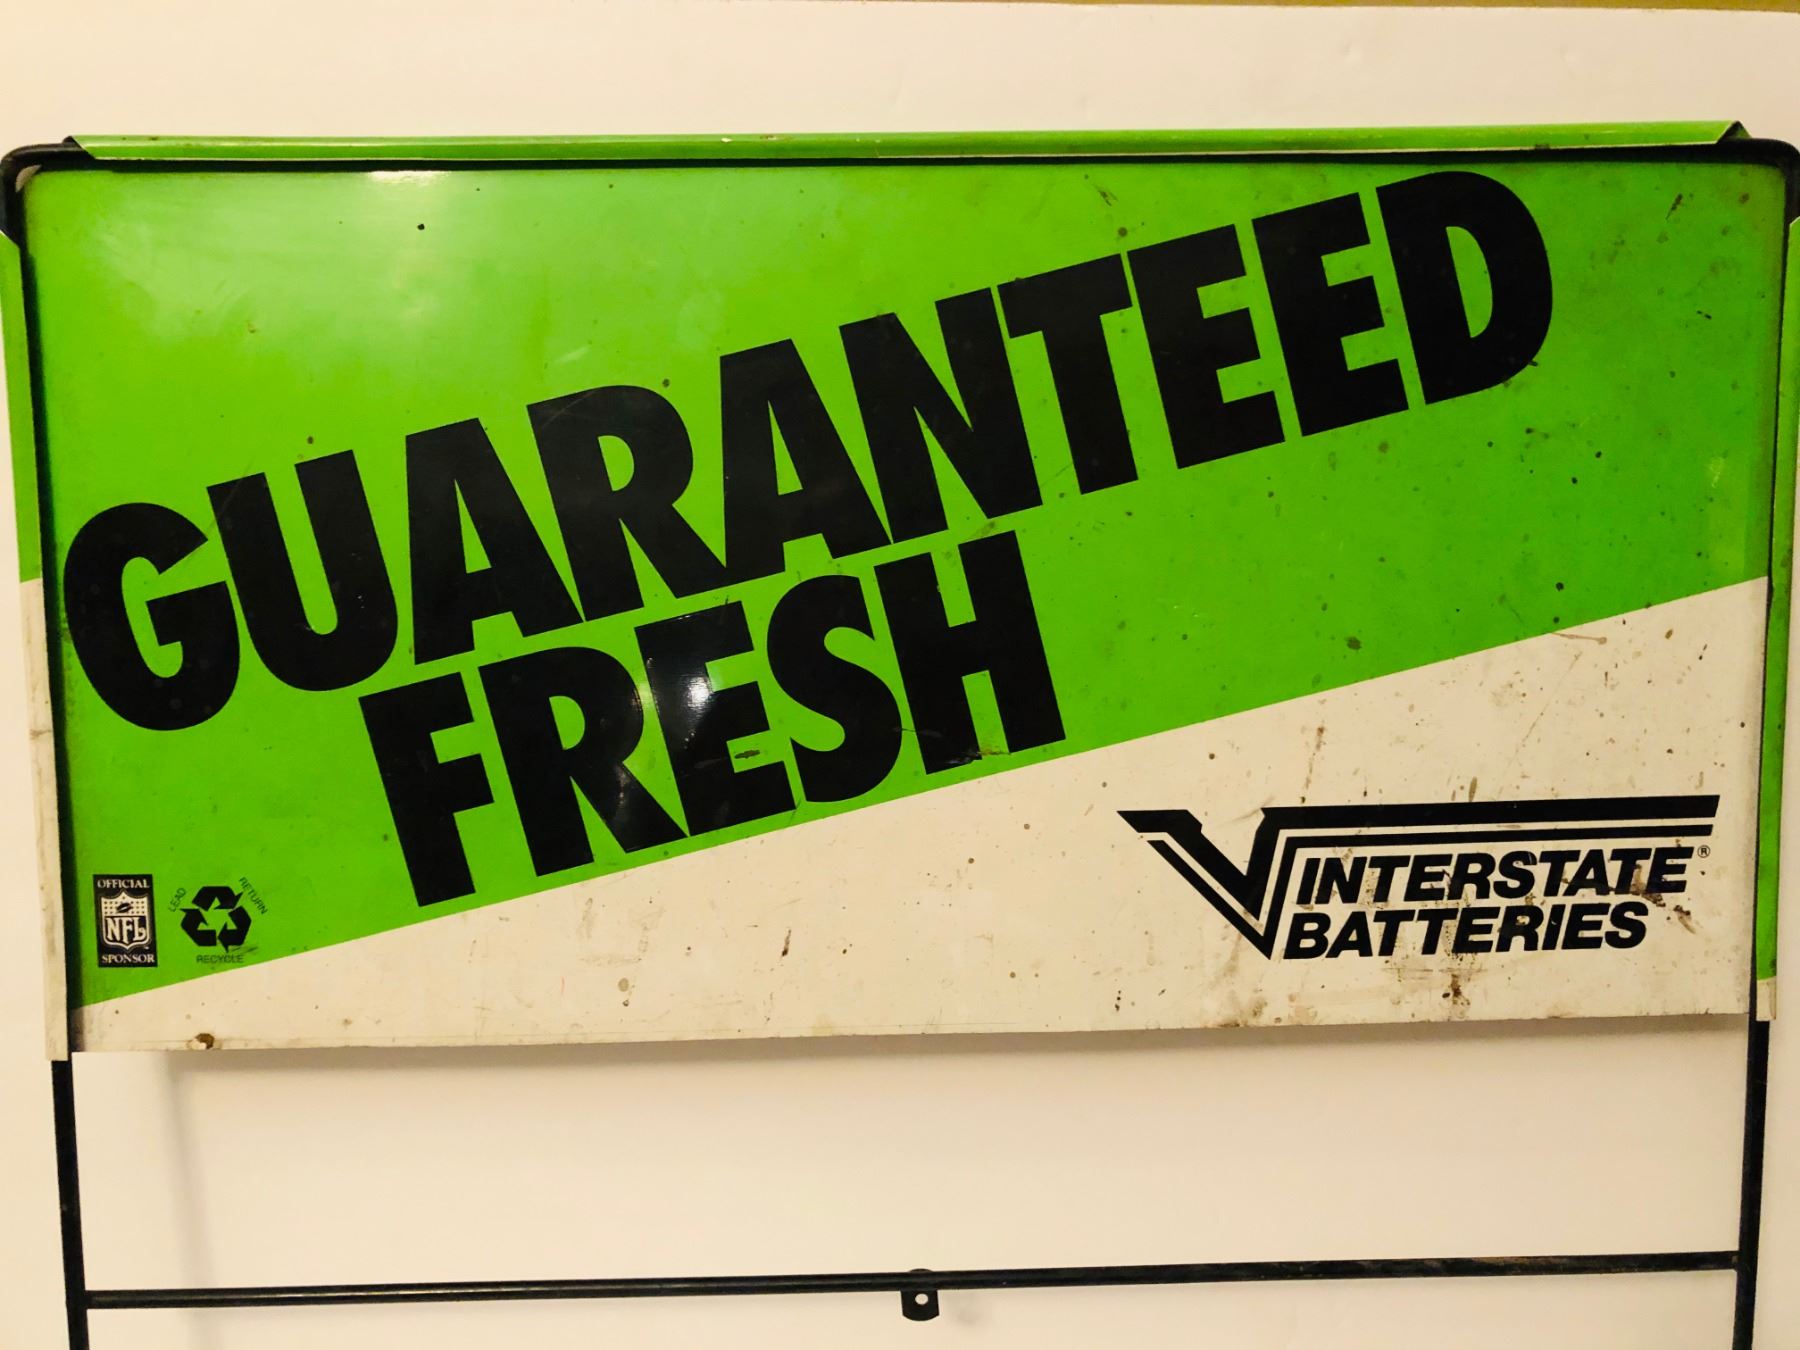 GUARANTEED
FRESH
OFFICIAL
NFL
SPONSOR
LEAD
RETURN
RECYCLE
INTERSTATE®
BATTERIES